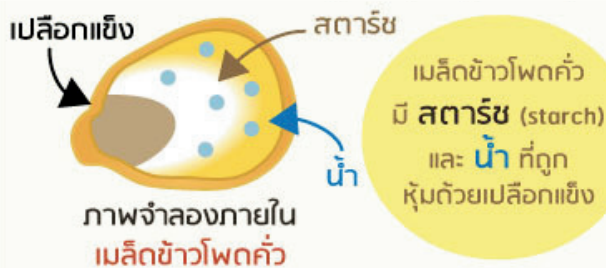 เปลือกแข็ง
สตาร์ช
น้ำ
ภาพจำลองภายใน
เมล็ดข้าวโพดคั่ว
เมล็ดข้าวโพดคั่ว
มี สตาร์ช (starch)
และ น้ำ ที่ถูก
หุ้มด้วยเปลือกแข็ง